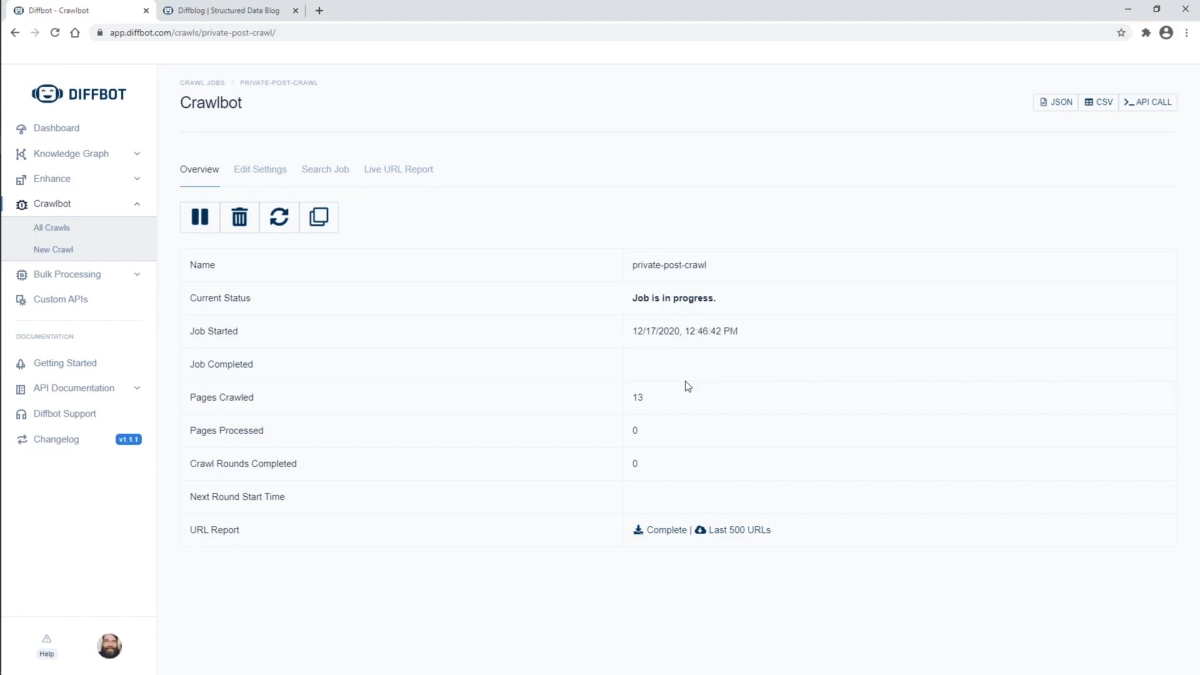 Diffbot - Crawlbot
Diffblog | Structured Data Blog
app.diffbot.com/crawls/private-post-crawl/
DIFFBOT
Dashboard
Knowledge Graph
Enhance
Crawlbot
All Crawls
New Crawl
Bulk Processing
Custom APIs
DOCUMENTATION
Getting Started
API Documentation
Diffbot Support
Changelog v1.1.1
Help
CRAWL JOBS > PRIVATE-POST-CRAWL
Crawlbot
JSON CSV API CALL
Overview Edit Settings Search Job Live URL Report
Name private-post-crawl
Current Status Job is in progress.
Job Started 12/17/2020, 12:46:42 PM
Job Completed
Pages Crawled 13
Pages Processed 0
Crawl Rounds Completed 0
Next Round Start Time
URL Report Complete | Last 500 URLs